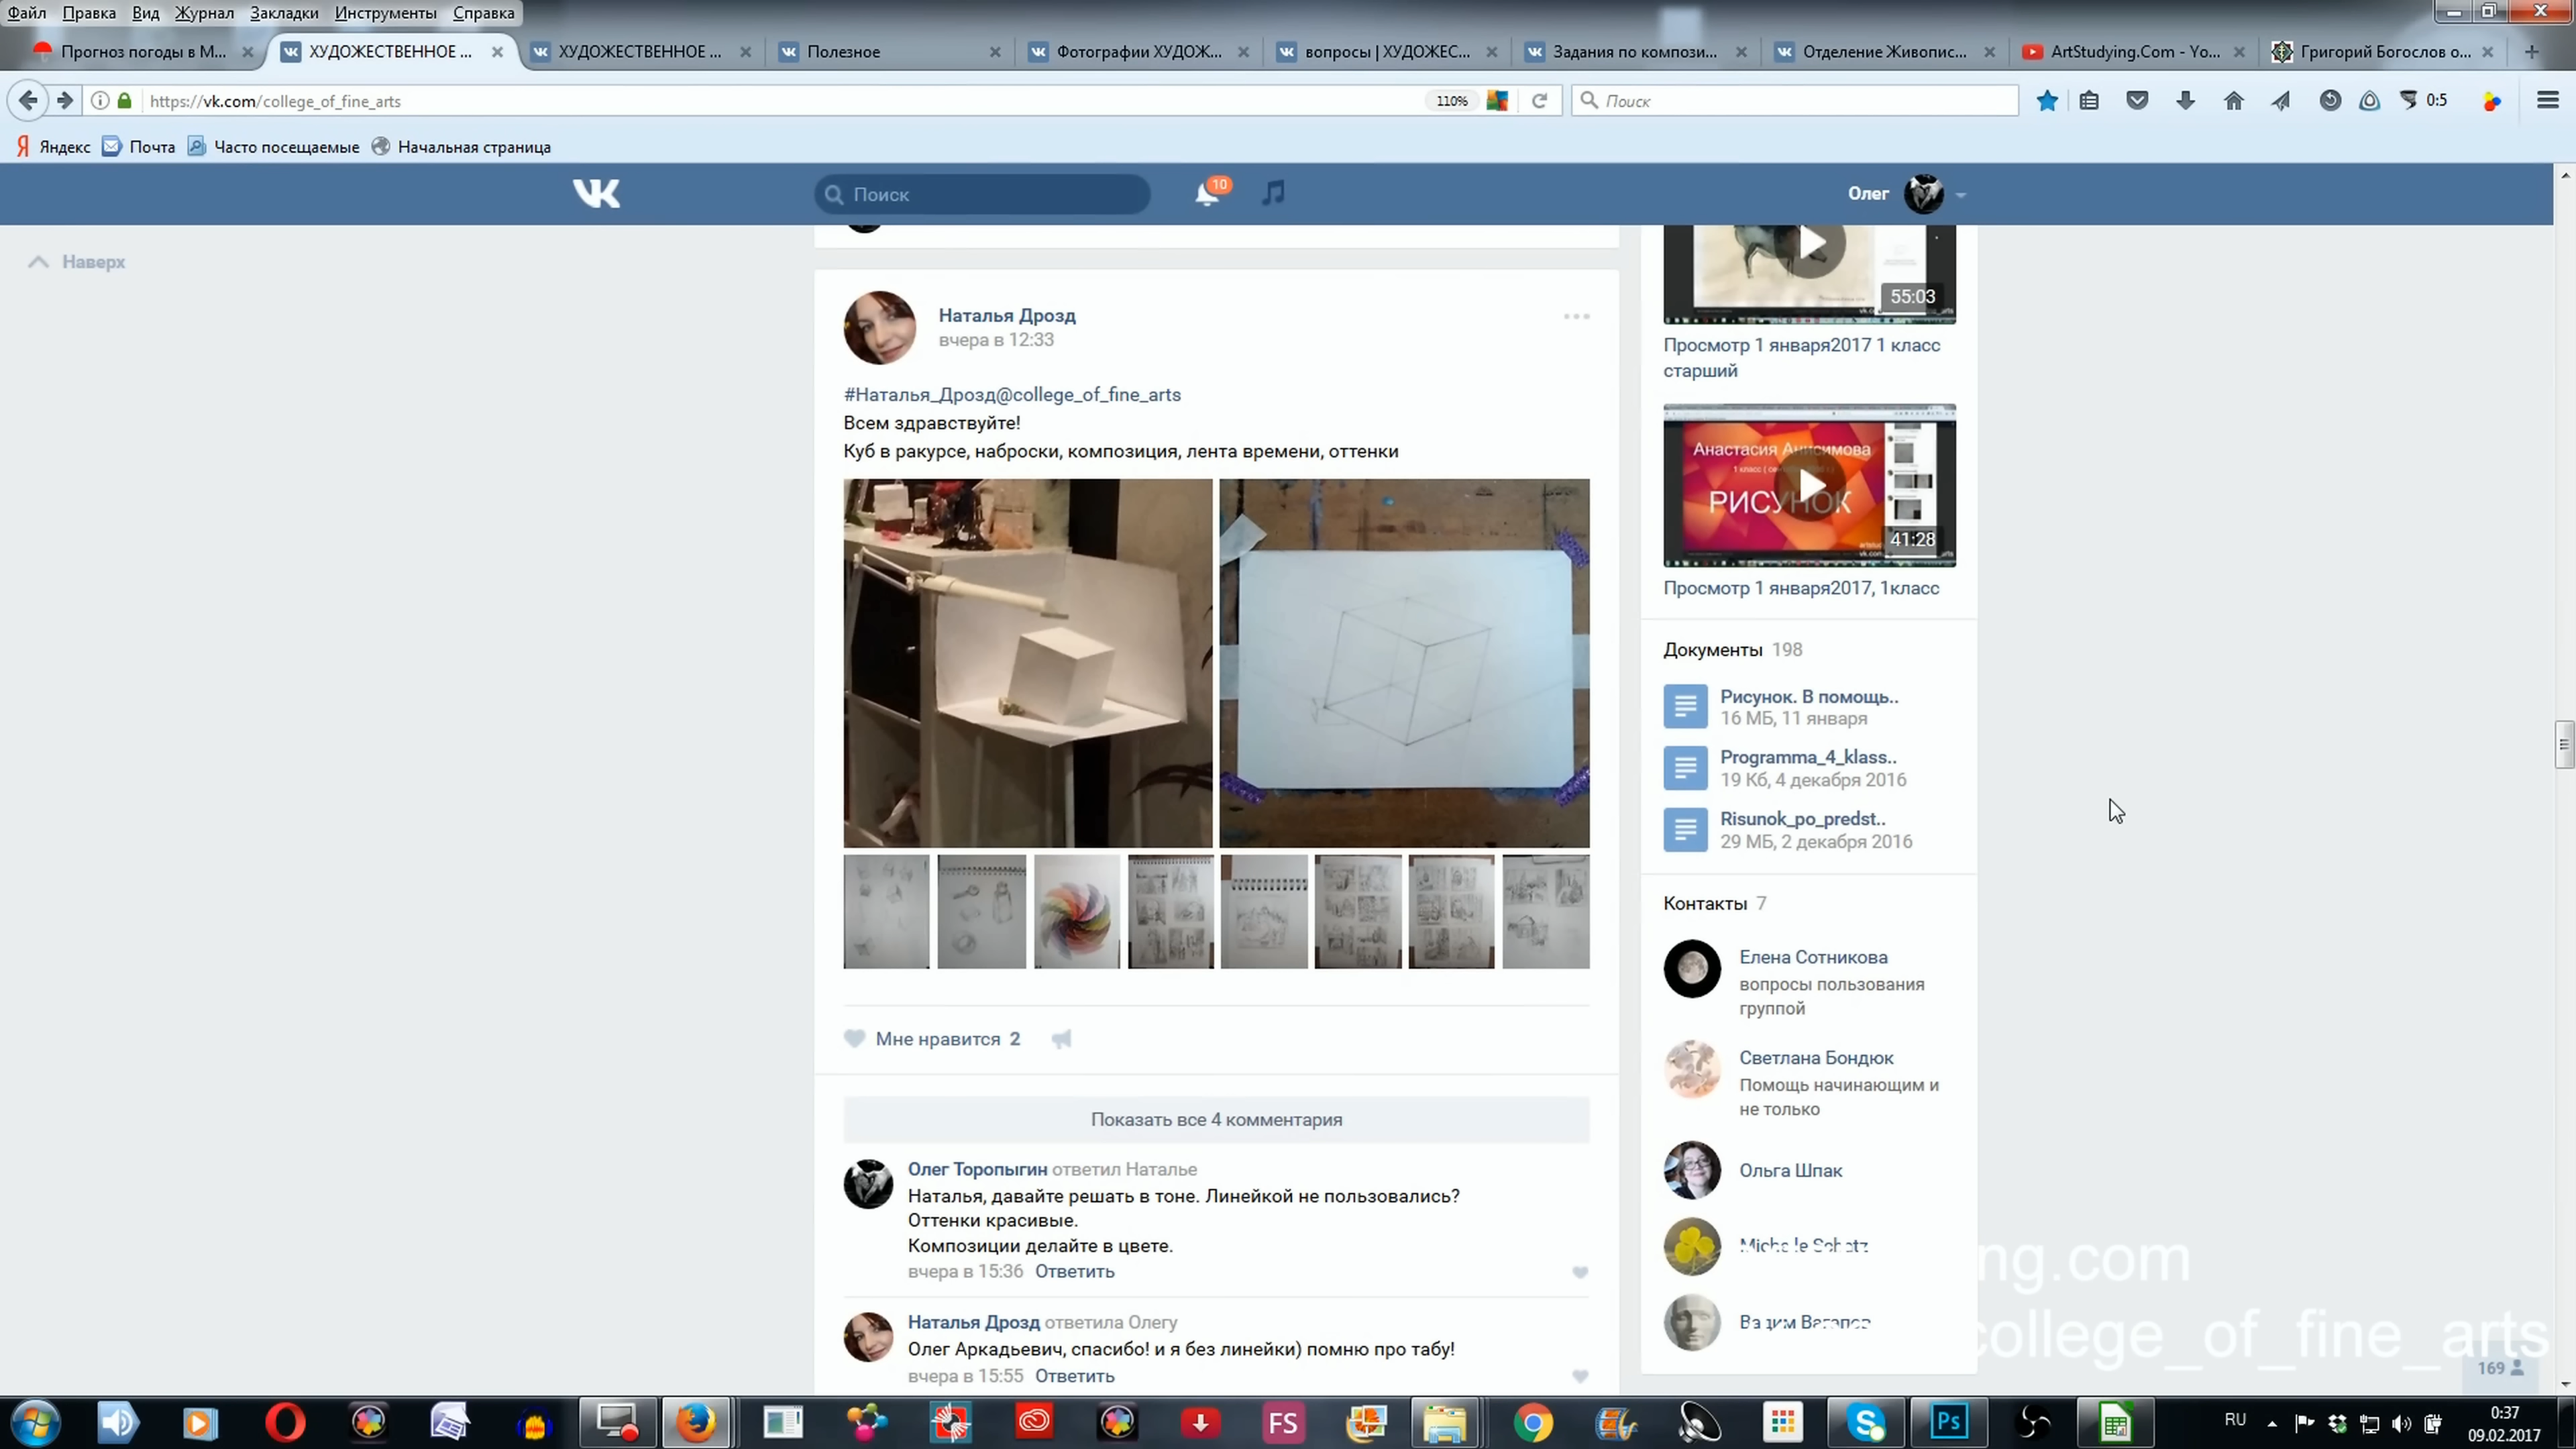 Файл Правка Вид Журнал Закладки Инструменты Справка
Прогноз погоды в М...
ХУДОЖЕСТВЕННОЕ ...
ХУДОЖЕСТВЕННОЕ ...
Полезное
Фотографии ХУДОЖ...
вопросы | ХУДОЖЕС...
Задания по компози...
Отделение Живопис...
ArtStudying.Com - Yo...
Григорий Богослов о...
https://vk.com/college_of_fine_arts
110%
Поиск
0:5
Яндекс Почта Часто посещаемые Начальная страница
Поиск
10
Олег
Наверх
Наталья Дрозд
вчера в 12:33
#Наталья_Дрозд@college_of_fine_arts
Всем здравствуйте!
Куб в ракурсе, наброски, композиция, лента времени, оттенки
Мне нравится 2
Показать все 4 комментария
Олег Торопыгин ответил Наталье
Наталья, давайте решать в тоне. Линейкой не пользовались?
Оттенки красивые.
Композиции делайте в цвете.
вчера в 15:36 Ответить
Наталья Дрозд ответила Олегу
Олег Аркадьевич, спасибо! и я без линейки) помню про табу!
вчера в 15:55 Ответить
55:03
Просмотр 1 января2017 1 класс
старший
Анастасия Анисимова
РИСУНОК
41:28
Просмотр 1 января2017, 1класс
Документы 198
Рисунок. В помощь..
16 МБ, 11 января
Programma_4_klass..
19 Кб, 4 декабря 2016
Risunok_po_predst..
29 МБ, 2 декабря 2016
Контакты 7
Елена Сотникова
вопросы пользования
группой
Светлана Бондюк
Помощь начинающим и
не только
Ольга Шпак
ng.com
college_of_fine_arts
169
FS
Ps
RU
0:37
09.02.2017